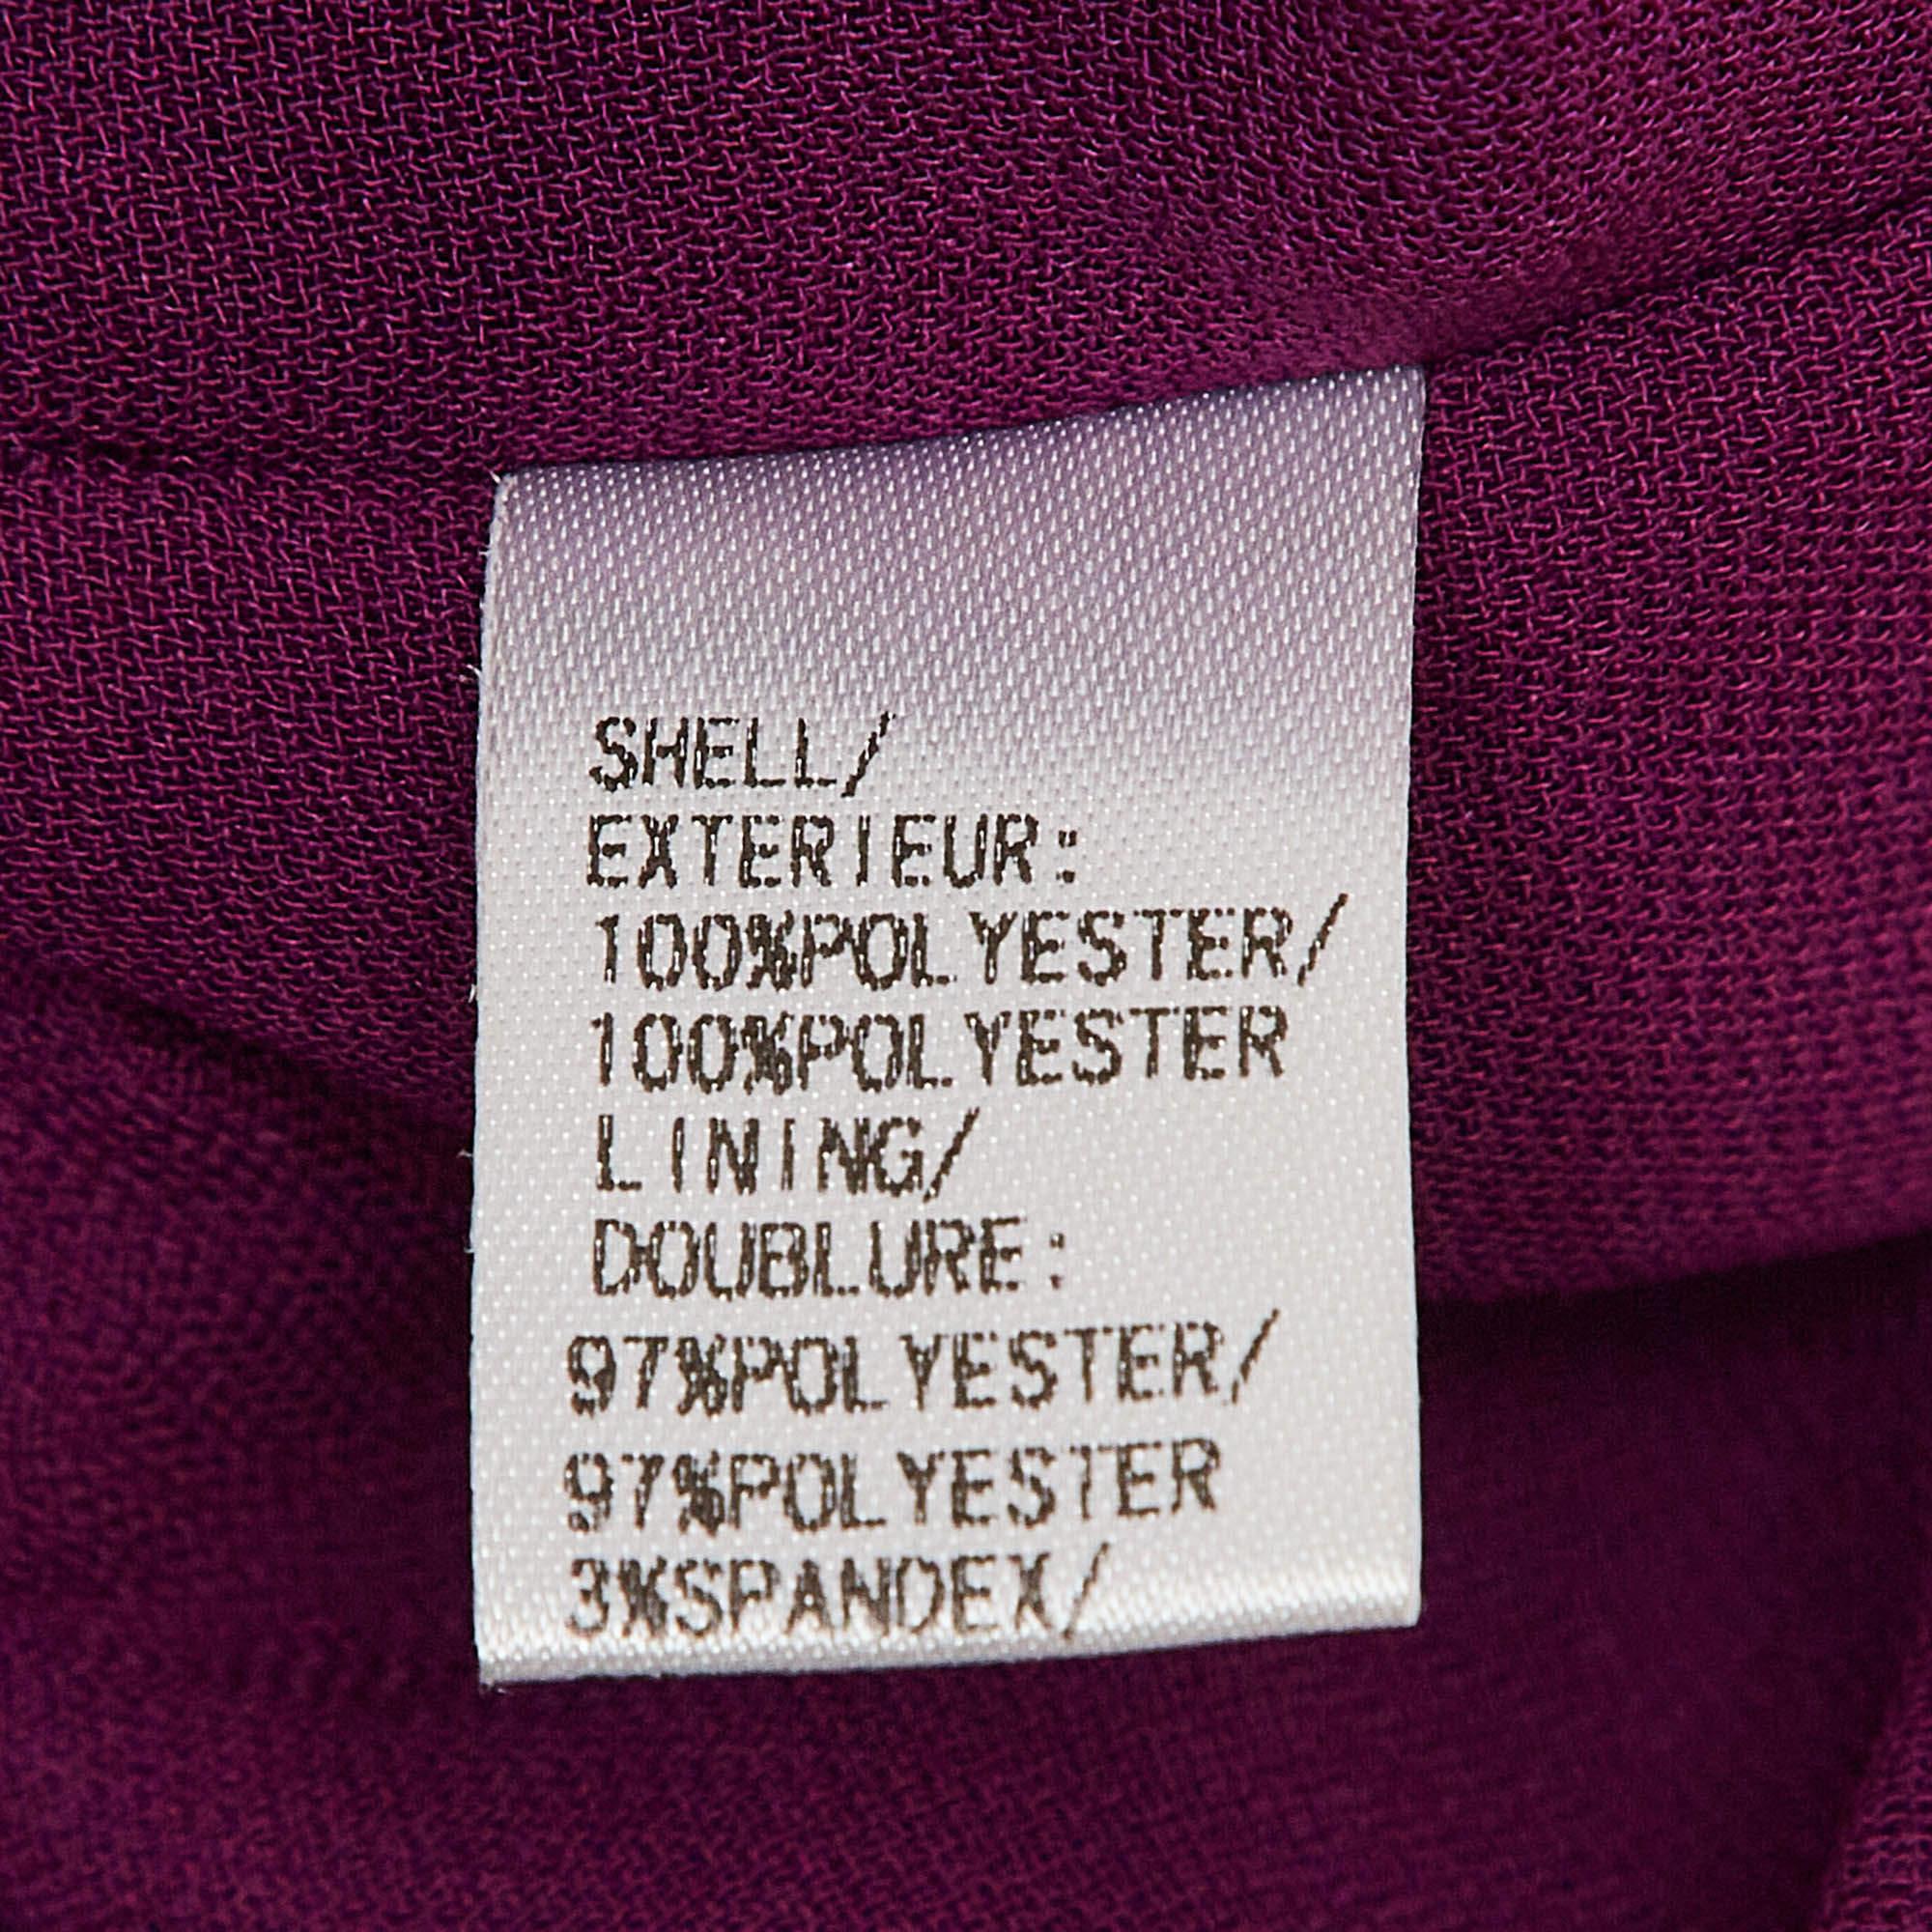 SHELL/
EXTERIEUR:
100%POLYESTER/
100%POLYESTER
LINING/
DOUBLURE:
97%POLYESTER/
97%POLYESTER
3%SPANDEX/